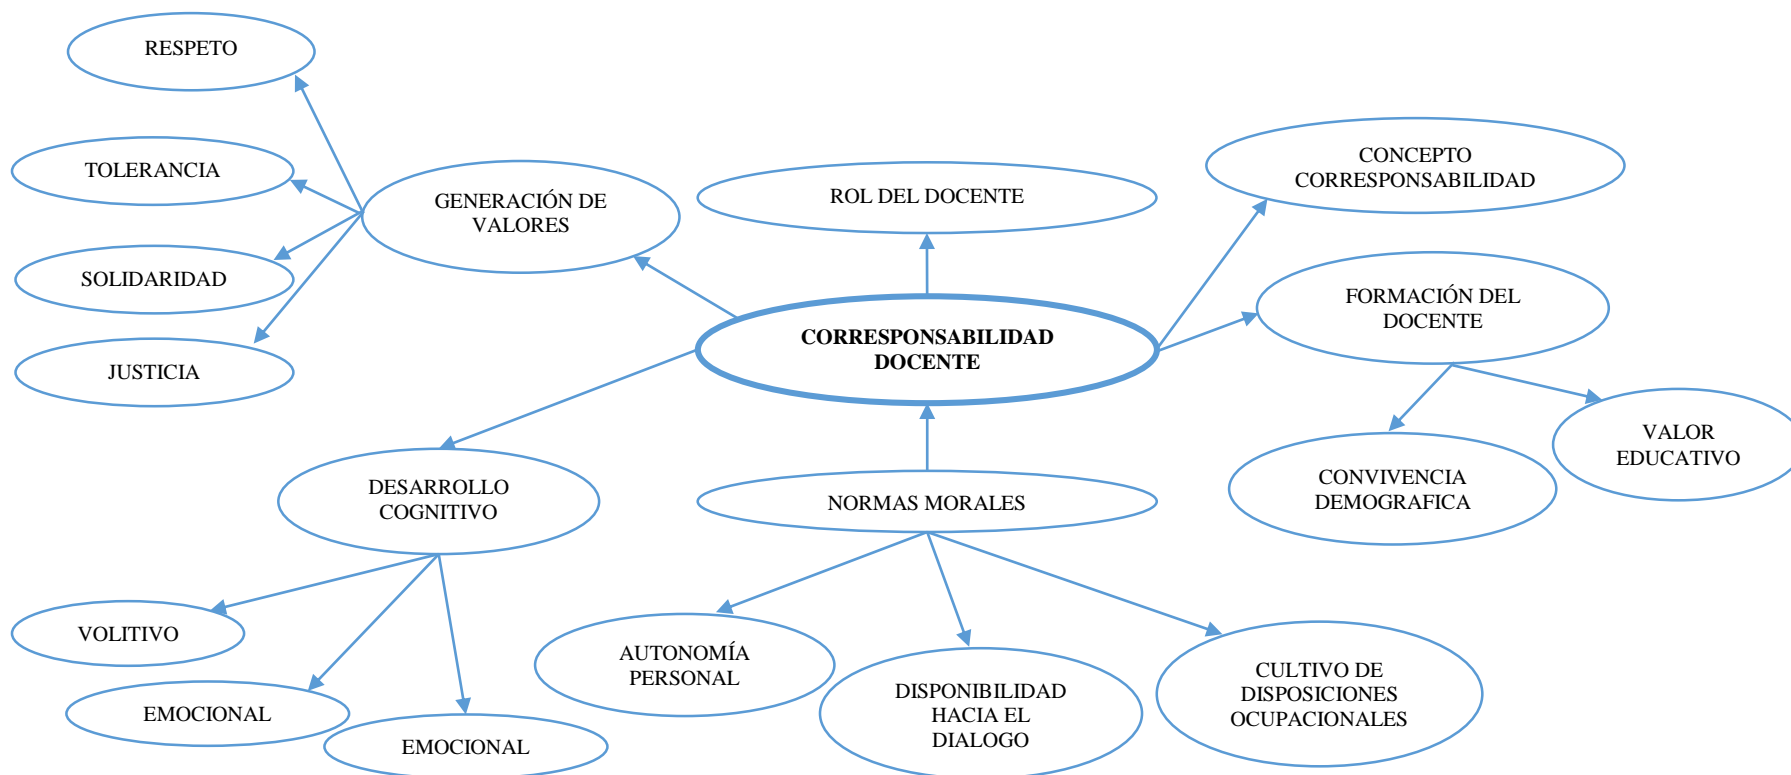 RESPETO
TOLERANCIA
SOLIDARIDAD
JUSTICIA
GENERACIÓN DE
VALORES
ROL DEL DOCENTE
CONCEPTO
CORRESPONSABILIDAD
FORMACIÓN DEL
DOCENTE
CORRESPONSABILIDAD
DOCENTE
VALOR
EDUCATIVO
CONVIVENCIA
DEMOGRAFICA
DESARROLLO
COGNITIVO
NORMAS MORALES
VOLITIVO
EMOCIONAL
EMOCIONAL
AUTONOMÍA
PERSONAL
DISPONIBILIDAD
HACIA EL
DIALOGO
CULTIVO DE
DISPOSICIONES
OCUPACIONALES